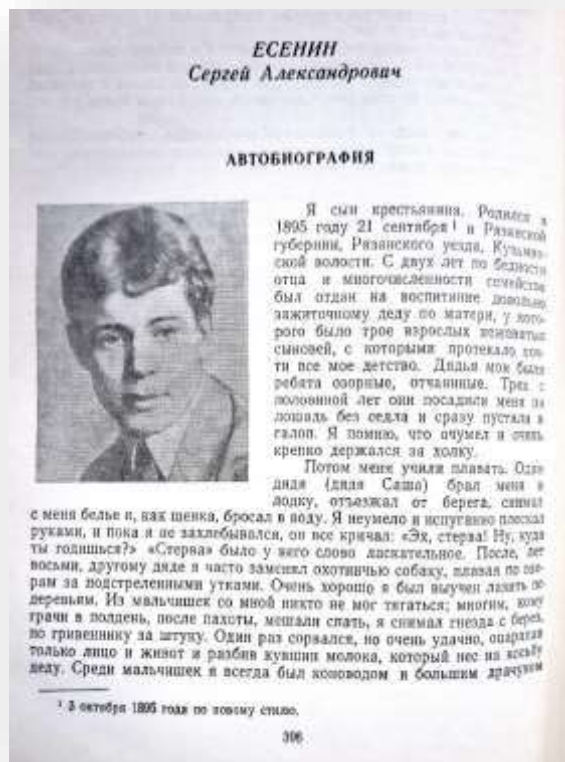 ЕСЕНИН
Сергей Александрович
АВТОБИОГРАФИЯ
Я сын крестьянина. Родился в
1895 году 21 сентября ¹ в Рязанской
губернии, Рязанского уезда, Кузьмин-
ской волости. С двух лет по бедности
отца и многочисленности семейства
был отдан на воспитание довольно
зажиточному деду по матери, у кото-
рого было трое взрослых неженатых
сыновей, с которыми протекло поч-
ти все мое детство. Дядья мои были
ребята озорные, отчаянные. Трех с
половиной лет они посадили меня на
лошадь без седла и сразу пустили в
галоп. Я помню, что очумел и очень
крепко держался за холку.
Потом меня учили плавать. Один
дядя (дядя Саша) брал меня в
лодку, отъезжал от берега, снимал
с меня белье и, как щенка, бросал в воду. Я неумело и испуганно плескал
руками, и пока я не захлебывался, он все кричал: «Эх, стерва! Ну, куда
ты годишься?» «Стерва» было у него слово ласкательное. После, лет
восьми, другому дяде я часто заменял охотничью собаку, плавая по озе-
рам за подстреленными утками. Очень хорошо я был выучен лазить по
деревьям. Из мальчишек со мной никто не мог тягаться; многим, кому
грачи в полдень, после пахоты, мешали спать, я снимал гнезда с берез,
по гривеннику за штуку. Один раз сорвался, но очень удачно, оцарапав
только лицо и живот и разбив кувшин молока, который нес на косьбу
деду. Среди мальчишек я всегда был коноводом и большим драчуном
¹ 3 октября 1895 года по новому стилю.
396